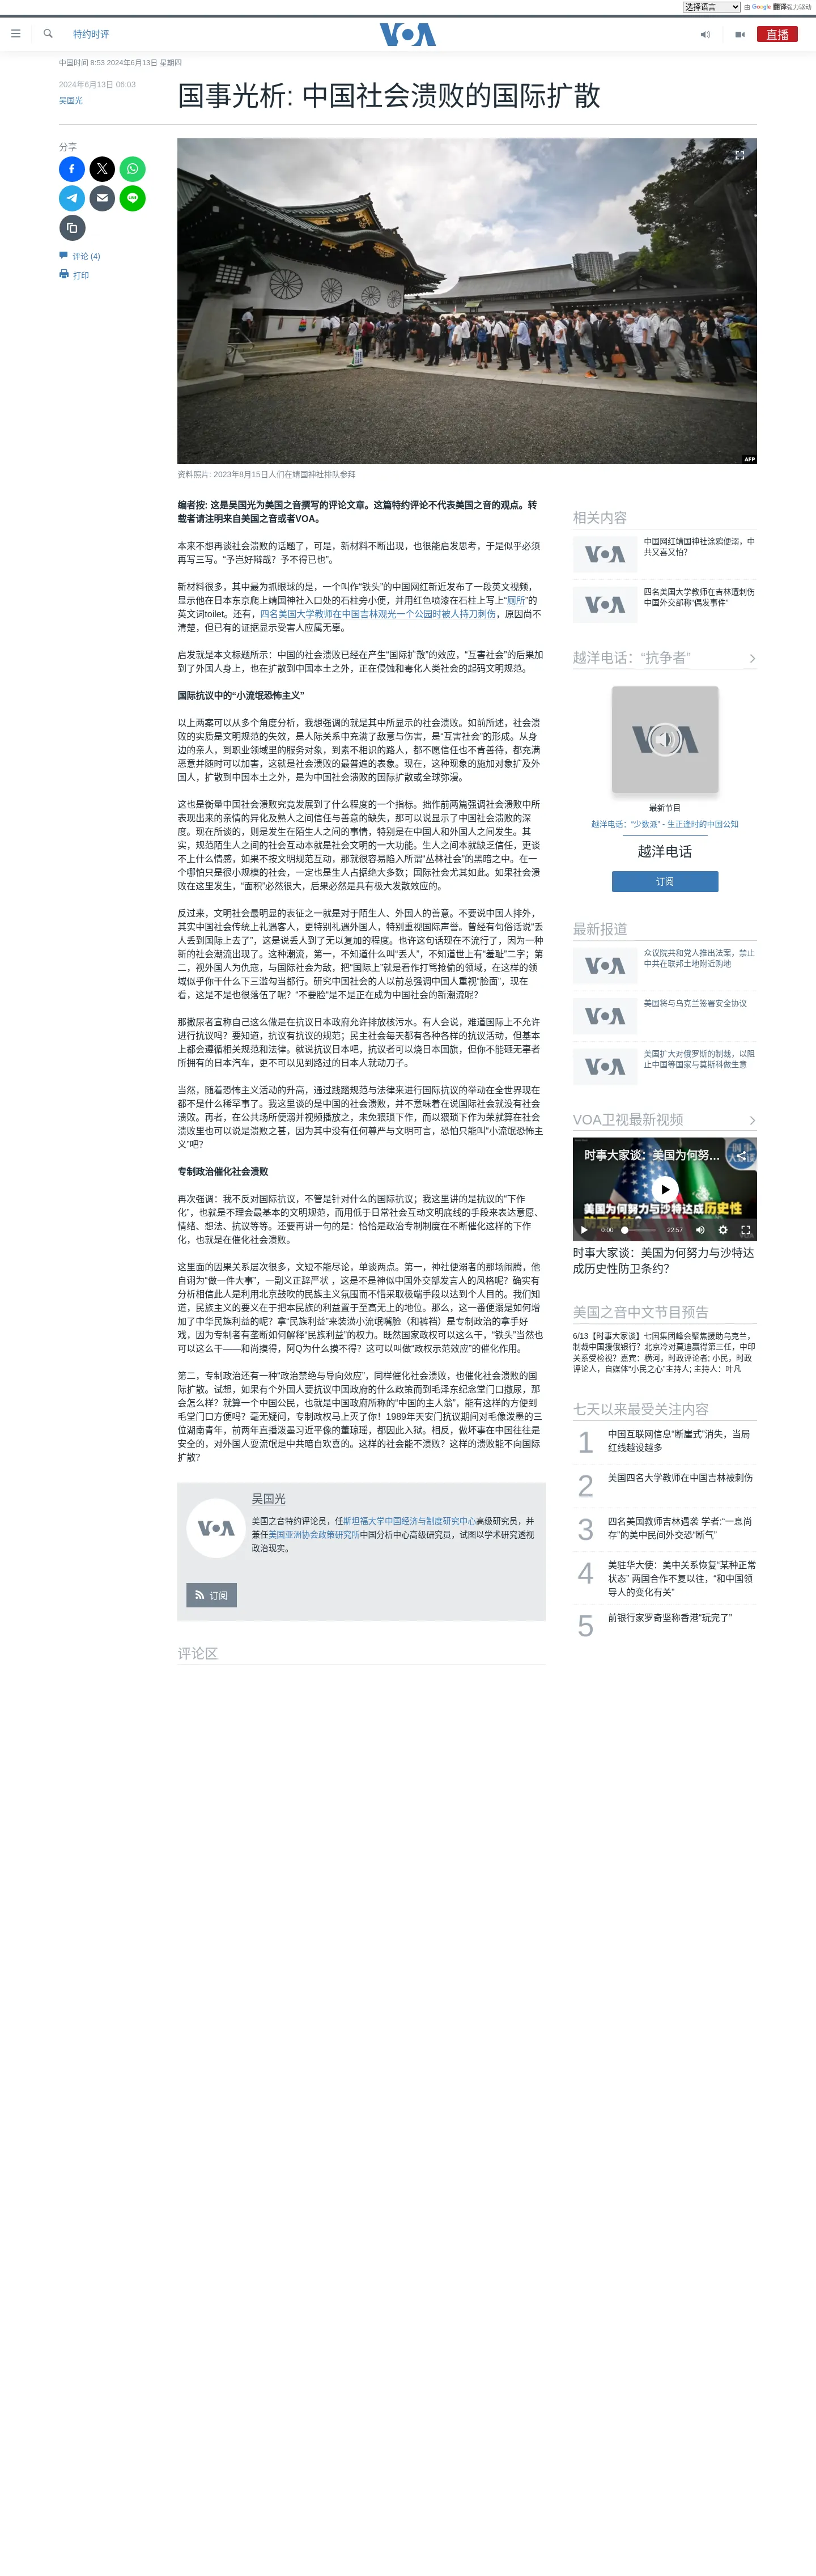 选择语言 由 Google 翻译强力驱动
特约时评
VOA
直播
中国时间 8:53 2024年6月13日 星期四
2024年6月13日 06:03
吴国光
国事光析: 中国社会溃败的国际扩散
分享
评论 (4)
打印
AFP
资料照片: 2023年8月15日人们在靖国神社排队参拜
编者按: 这是吴国光为美国之音撰写的评论文章。这篇特约评论不代表美国之音的观点。转
载者请注明来自美国之音或者VOA。
本来不想再谈社会溃败的话题了，可是，新材料不断出现，也很能启发思考，于是似乎必须
再写三写。“予岂好辩哉？予不得已也”。
新材料很多，其中最为抓眼球的是，一个叫作“铁头”的中国网红新近发布了一段英文视频，
显示他在日本东京爬上靖国神社入口处的石柱旁小便，并用红色喷漆在石柱上写上“厕所”的
英文词toilet。还有，四名美国大学教师在中国吉林观光一个公园时被人持刀刺伤，原因尚不
清楚，但已有的证据显示受害人应属无辜。
启发就是本文标题所示：中国的社会溃败已经在产生“国际扩散”的效应，“互害社会”的后果加
到了外国人身上，也在扩散到中国本土之外，正在侵蚀和毒化人类社会的起码文明规范。
国际抗议中的“小流氓恐怖主义”
以上两案可以从多个角度分析，我想强调的就是其中所显示的社会溃败。如前所述，社会溃
败的实质是文明规范的失效，是人际关系中充满了敌意与伤害，是“互害社会”的形成。从身
边的亲人，到职业领域里的服务对象，到素不相识的路人，都不愿信任也不肯善待，都充满
恶意并随时可以加害，这就是社会溃败的最普遍的表象。现在，这种现象的施加对象扩及外
国人，扩散到中国本土之外，是为中国社会溃败的国际扩散或全球弥漫。
这也是衡量中国社会溃败究竟发展到了什么程度的一个指标。拙作前两篇强调社会溃败中所
表现出来的亲情的异化及熟人之间信任与善意的缺失，那可以说显示了中国社会溃败的深
度。现在所谈的，则是发生在陌生人之间的事情，特别是在中国人和外国人之间发生。其
实，规范陌生人之间的社会互动本就是社会文明的一大功能。生人之间本就缺乏信任，更谈
不上什么情感，如果不按文明规范互动，那就很容易陷入所谓“丛林社会”的黑暗之中。在一
个哪怕只是很小规模的社会，一定也是生人占据绝大多数；国际社会尤其如此。如果社会溃
败在这里发生，“面积”必然很大，后果必然是具有极大发散效应的。
反过来，文明社会最明显的表征之一就是对于陌生人、外国人的善意。不要说中国人排外，
其实中国社会传统上礼遇客人，更特别礼遇外国人，特别重视国际声誉。曾经有句俗话说“丢
人丢到国际上去了”，这是说丢人到了无以复加的程度。也许这句话现在不流行了，因为一种
新的社会潮流出现了。这种潮流，第一，不知道什么叫“丢人”，不知道世上有“羞耻”二字；第
二，视外国人为仇寇，与国际社会为敌，把“国际上”就是看作打骂抢偷的领域，在这样的领
域似乎你干什么下三滥勾当都行。研究中国社会的人以前总强调中国人重视“脸面”，现在
看，这是不是也很落伍了呢？“不要脸”是不是正在成为中国社会的新潮流呢？
那撒尿者宣称自己这么做是在抗议日本政府允许排放核污水。有人会说，难道国际上不允许
进行抗议吗？要知道，抗议有抗议的规范；民主社会每天都有各种各样的抗议活动，但基本
上都会遵循相关规范和法律。就说抗议日本吧，抗议者可以烧日本国旗，但你不能砸无辜者
所拥有的日本汽车，更不可以见到路过的日本人就动刀子。
当然，随着恐怖主义活动的升高，通过践踏规范与法律来进行国际抗议的举动在全世界现在
都不是什么稀罕事了。我这里谈的是中国的社会溃败，并不意味着在说国际社会就没有社会
溃败。再者，在公共场所便溺并视频播放之，未免猥琐下作，而以猥琐下作为荣就算在社会
溃败里也可以说是溃败之甚，因为其中没有任何尊严与文明可言，恐怕只能叫“小流氓恐怖主
义”吧？
专制政治催化社会溃败
再次强调：我不反对国际抗议，不管是针对什么的国际抗议；我这里讲的是抗议的“下作
化”，也就是不理会最基本的文明规范，而用低于日常社会互动文明底线的手段来表达意愿、
情绪、想法、抗议等等。还要再讲一句的是：恰恰是政治专制制度在不断催化这样的下作
化，也就是在催化社会溃败。
这里面的因果关系层次很多，文短不能尽论，单谈两点。第一，神社便溺者的那场闹腾，他
自诩为“做一件大事”，一副义正辞严状 ，这是不是神似中国外交部发言人的风格呢？确实有
分析相信此人是利用北京鼓吹的民族主义氛围而不惜采取极端手段以达到个人目的。我们知
道，民族主义的要义在于把本民族的利益置于至高无上的地位。那么，这一番便溺是如何增
加了中华民族利益的呢？拿“民族利益”来装潢小流氓嘴脸（和裤裆）是专制政治的拿手好
戏，因为专制者有垄断如何解释“民族利益”的权力。既然国家政权可以这么干，“铁头”当然也
可以这么干——和尚摸得，阿Q为什么摸不得？这可以叫做“政权示范效应”的催化作用。
第二，专制政治还有一种“政治禁绝与导向效应”，同样催化社会溃败，也催化社会溃败的国
际扩散。试想，如果有个外国人要抗议中国政府的什么政策而到毛泽东纪念堂门口撒尿，那
会怎么样？就算一个中国公民，也就是中国政府所称的“中国的主人翁”，能有这样的方便到
毛堂门口方便吗？毫无疑问，专制政权马上灭了你！1989年天安门抗议期间对毛像泼墨的三
位湖南青年，前两年直播泼墨习近平像的董琼瑶，都因此入狱。相反，做坏事在中国往往是
安全的，对外国人耍流氓是中共暗自欢喜的。这样的社会能不溃败？这样的溃败能不向国际
扩散？
吴国光
VOA
美国之音特约评论员，任斯坦福大学中国经济与制度研究中心高级研究员，并
兼任美国亚洲协会政策研究所中国分析中心高级研究员，试图以学术研究透视
政治现实。
订阅
评论区
相关内容
VOA
中国网红靖国神社涂鸦便溺，中
共又喜又怕？
VOA
四名美国大学教师在吉林遭刺伤
中国外交部称“偶发事件”
越洋电话：“抗争者”
VOA
最新节目
越洋电话：“少数派” - 生正逢时的中国公知
越洋电话
订阅
最新报道
VOA
众议院共和党人推出法案，禁止
中共在联邦土地附近购地
VOA
美国将与乌克兰签署安全协议
VOA
美国扩大对俄罗斯的制裁，以阻
止中国等国家与莫斯科做生意
VOA卫视最新视频
时事大家谈：美国为何努...
美国为何努力与沙特达成历史性
防卫条约?
0:00 22:57
时事大家谈：美国为何努力与沙特达
成历史性防卫条约？
美国之音中文节目预告
6/13【时事大家谈】七国集团峰会聚焦援助乌克兰，
制裁中国援俄银行？北京冷对莫迪赢得第三任，中印
关系受检视？嘉宾：横河，时政评论者; 小民，时政
评论人，自媒体“小民之心”主持人; 主持人：叶凡
七天以来最受关注内容
1 中国互联网信息“断崖式”消失，当局
红线越设越多
2 美国四名大学教师在中国吉林被刺伤
3 四名美国教师吉林遇袭 学者:“一息尚
存”的美中民间外交恐“断气”
4 美驻华大使：美中关系恢复“某种正常
状态” 两国合作不复以往，“和中国领
导人的变化有关”
5 前银行家罗奇坚称香港“玩完了”